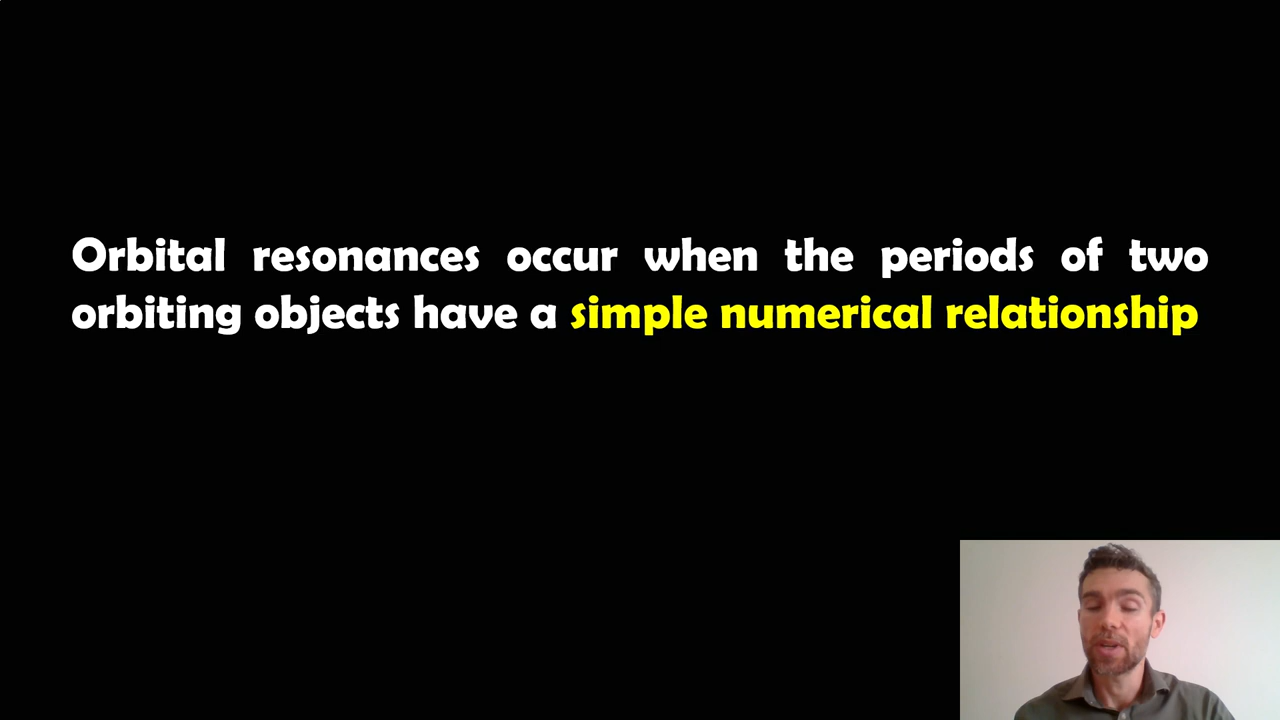 Orbital resonances occur when the periods of two
orbiting objects have a simple numerical relationship